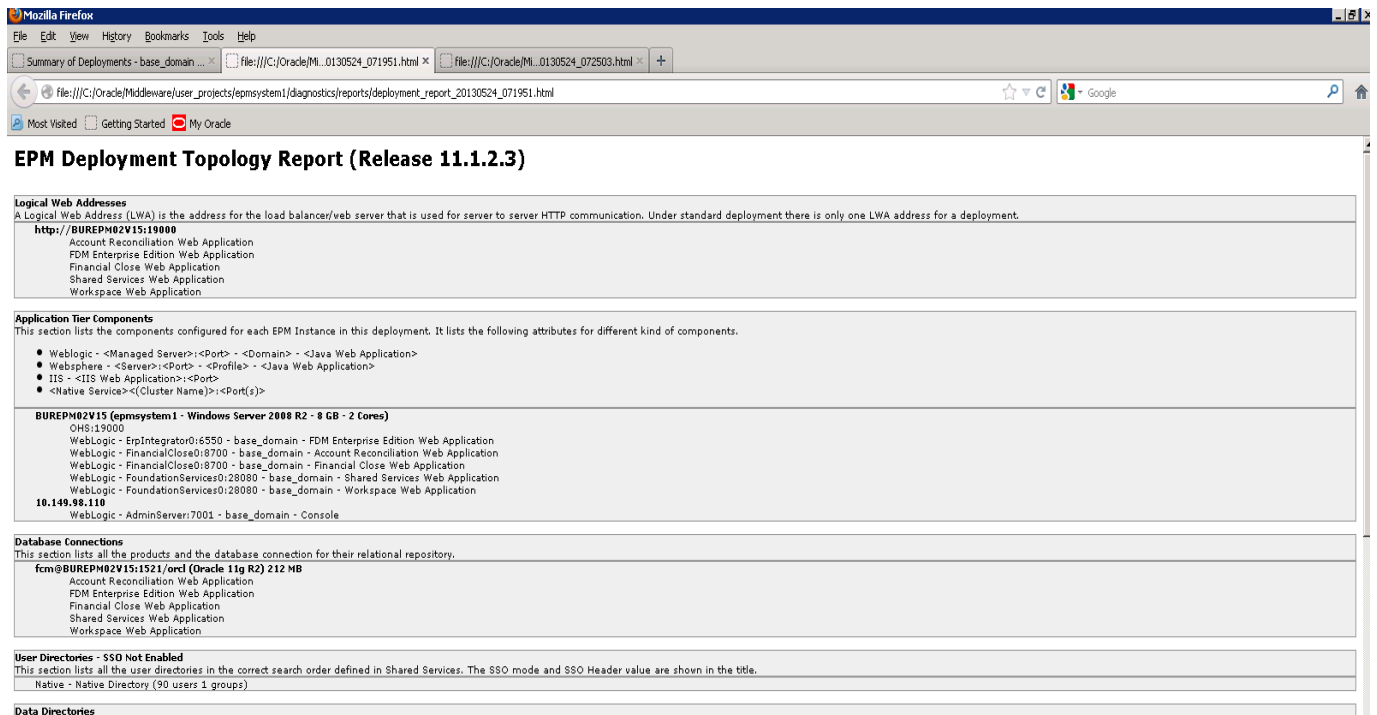 Mozilla Firefox
File Edit View History Bookmarks Tools Help
Summary of Deployments - base_domain ... × file:///C:/Oracle/Mi...0130524_071951.html × file:///C:/Oracle/Mi...0130524_072503.html × +
file:///C:/Oracle/Middleware/user_projects/epmsystem1/diagnostics/reports/deployment_report_20130524_071951.html Google
Most Visited Getting Started My Oracle
EPM Deployment Topology Report (Release 11.1.2.3)
Logical Web Addresses
A Logical Web Address (LWA) is the address for the load balancer/web server that is used for server to server HTTP communication. Under standard deployment there is only one LWA address for a deployment.
http://BUREPM02V15:19000
Account Reconciliation Web Application
FDM Enterprise Edition Web Application
Financial Close Web Application
Shared Services Web Application
Workspace Web Application
Application Tier Components
This section lists the components configured for each EPM Instance in this deployment. It lists the following attributes for different kind of components.
• Weblogic - <Managed Server>:<Port> - <Domain> - <Java Web Application>
• Websphere - <Server>:<Port> - <Profile> - <Java Web Application>
• IIS - <IIS Web Application>:<Port>
• <Native Service><(Cluster Name)>:<Port(s)>
BUREPM02V15 (epmsystem1 - Windows Server 2008 R2 - 8 GB - 2 Cores)
OHS:19000
WebLogic - ErpIntegrator0:6550 - base_domain - FDM Enterprise Edition Web Application
WebLogic - FinancialClose0:8700 - base_domain - Account Reconciliation Web Application
WebLogic - FinancialClose0:8700 - base_domain - Financial Close Web Application
WebLogic - FoundationServices0:28080 - base_domain - Shared Services Web Application
WebLogic - FoundationServices0:28080 - base_domain - Workspace Web Application
10.149.98.110
WebLogic - AdminServer:7001 - base_domain - Console
Database Connections
This section lists all the products and the database connection for their relational repository.
fcm@BUREPM02V15:1521/orcl (Oracle 11g R2) 212 MB
Account Reconciliation Web Application
FDM Enterprise Edition Web Application
Financial Close Web Application
Shared Services Web Application
Workspace Web Application
User Directories - SSO Not Enabled
This section lists all the user directories in the correct search order defined in Shared Services. The SSO mode and SSO Header value are shown in the title.
Native - Native Directory (90 users 1 groups)
Data Directories